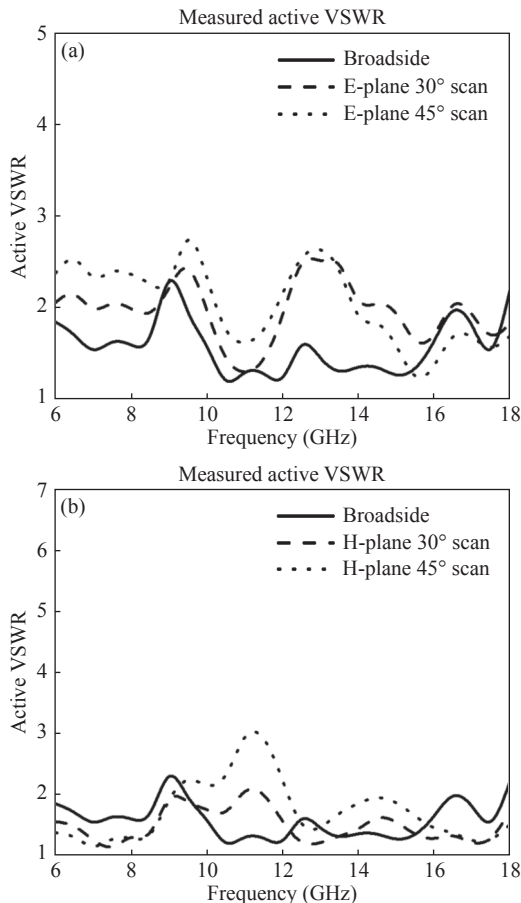 Measured active VSWR
5
(a)
Broadside
E-plane 30° scan
E-plane 45° scan
4
3
2
1
Active VSWR
6 8 10 12 14 16 18
Frequency (GHz)
Measured active VSWR
7
(b)
Broadside
H-plane 30° scan
H-plane 45° scan
6
5
4
3
2
1
Active VSWR
6 8 10 12 14 16 18
Frequency (GHz)